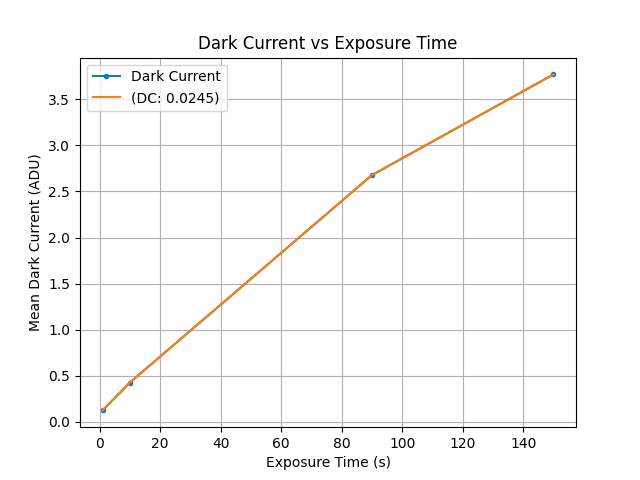 Dark Current vs Exposure Time
Dark Current
(DC: 0.0245)
Mean Dark Current (ADU)
3.5
3.0
2.5
2.0
1.5
1.0
0.5
0.0
0 20 40 60 80 100 120 140
Exposure Time (s)